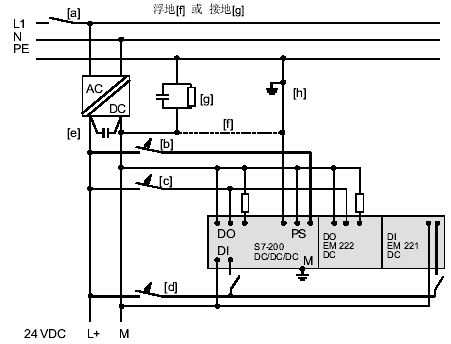 浮地[f] 或 接地[g]
L1
[a]
N
PE
AC
DC
[g]
[h]
[e]
[f]
[b]
[c]
DO
PS
DO
DI
DI
S7-200
EM 222
EM 221
DC/DC/DC
DC
DC
M
[d]
24 VDC
L+
M